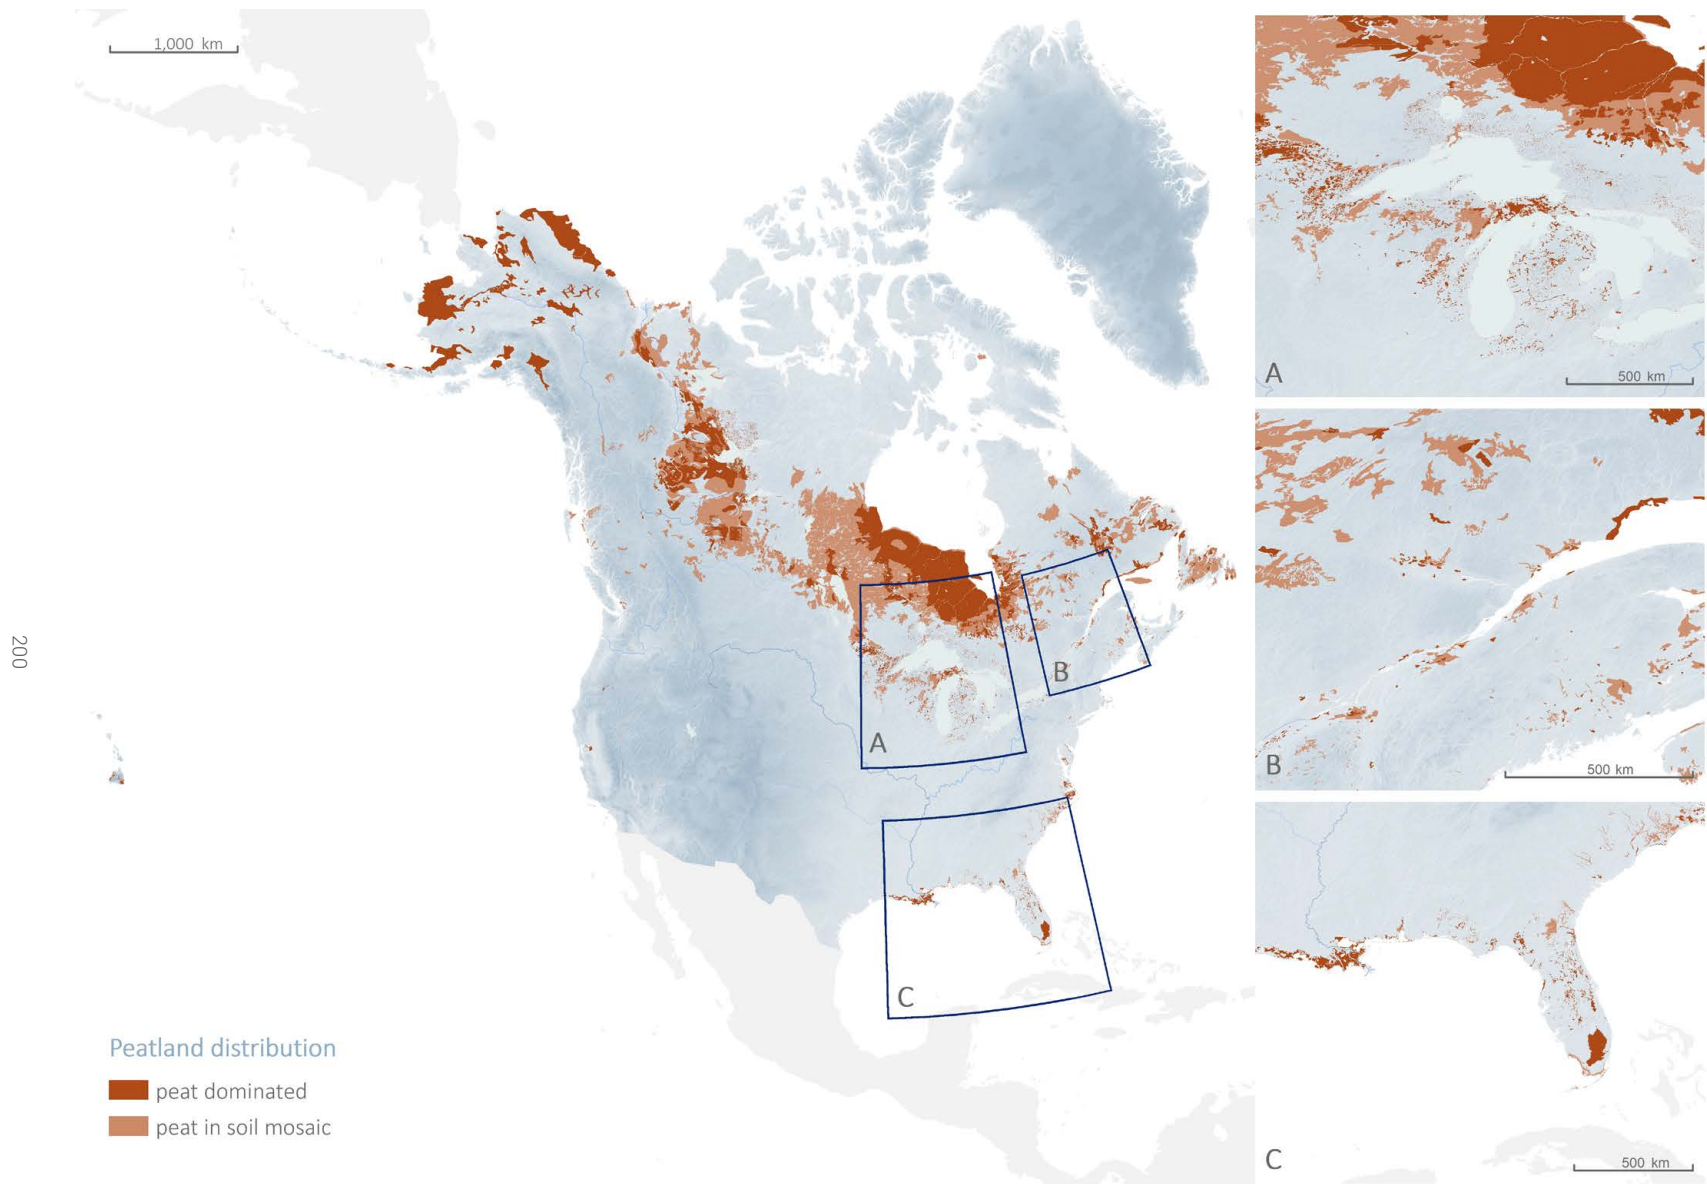 1,000 km
200
A
B
C
Peatland distribution
peat dominated
peat in soil mosaic
A
500 km
B
500 km
C
500 km